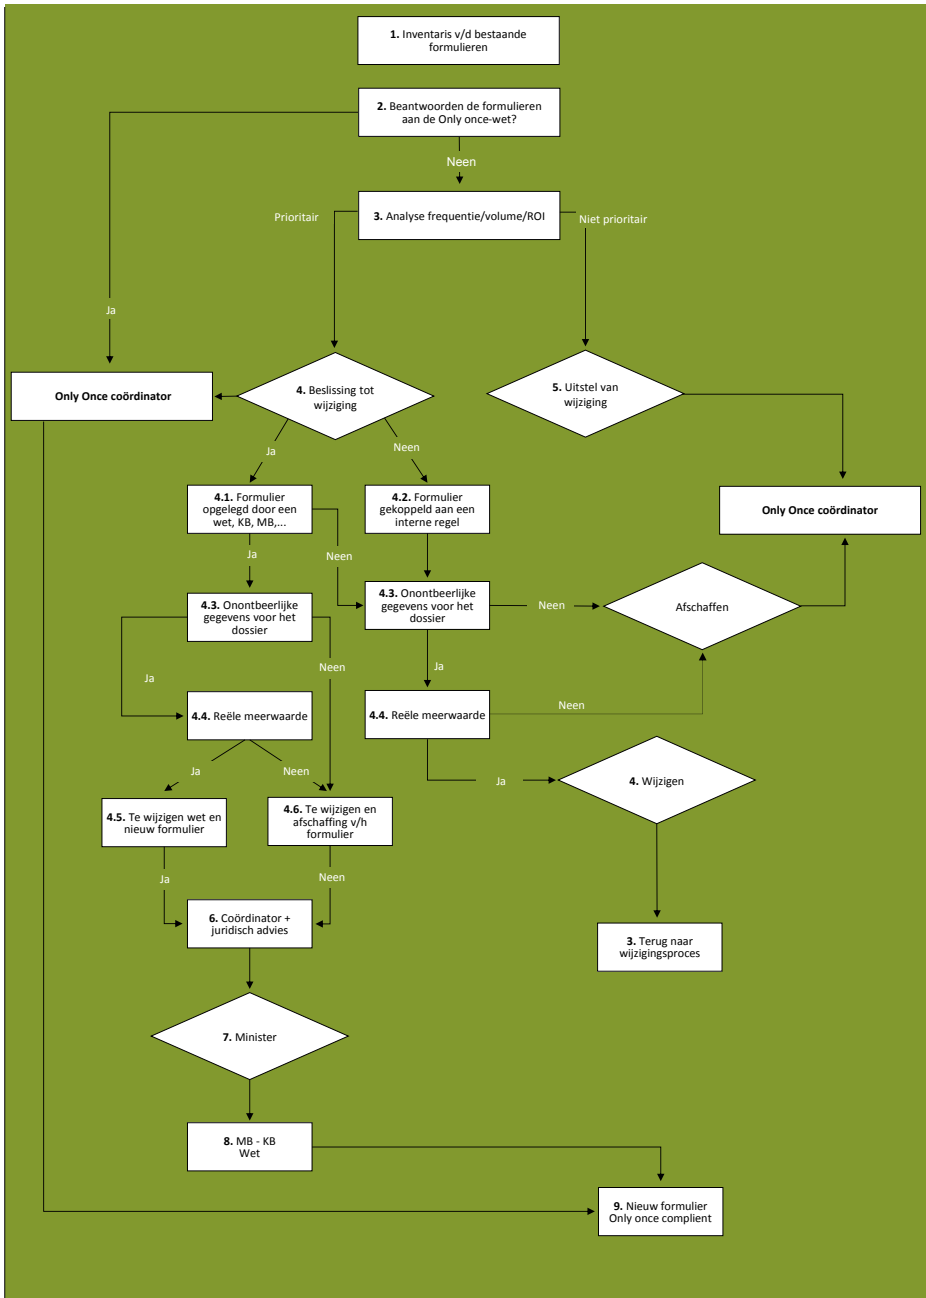 1. Inventaris v/d bestaande
formulieren
2. Beantwoorden de formulieren
aan de Only once-wet?
Neen
3. Analyse frequentie/volume/ROI
Prioritair
Niet prioritair
Ja
4. Beslissing tot
wijziging
5. Uitstel van
wijziging
Only Once coördinator
Ja
Neen
4.1. Formulier
opgelegd door een
wet, KB, MB,...
4.2. Formulier
gekoppeld aan een
interne regel
Only Once coördinator
Ja
Neen
4.3. Onontbeerlijke
gegevens voor het
dossier
4.3. Onontbeerlijke
gegevens voor het
dossier
Neen
Afschaffen
Ja
Neen
Ja
4.4. Reële meerwaarde
4.4. Reële meerwaarde
Neen
Ja
Neen
Ja
4. Wijzigen
4.5. Te wijzigen wet en
nieuw formulier
4.6. Te wijzigen en
afschaffing v/h
formulier
Ja
Neen
6. Coördinator +
juridisch advies
3. Terug naar
wijzigingsproces
7. Minister
8. MB - KB
Wet
9. Nieuw formulier
Only once complient